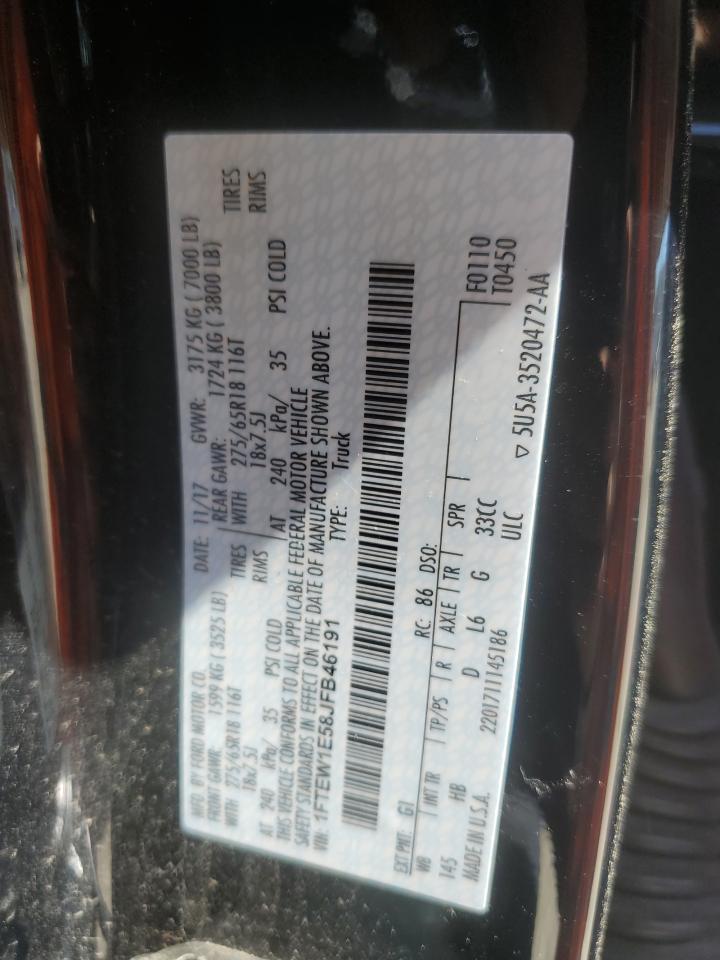 MFD. BY FORD MOTOR CO.
DATE: 11/17 GVWR: 3175 KG ( 7000 LB)
FRONT GAWR: 1599 KG ( 3525 LB) REAR GAWR: 1724 KG ( 3800 LB)
WITH 275/65R18 116T TIRES WITH 275/65R18 116T TIRES
18x7.5J RIMS 18x7.5J RIMS
AT 240 kPa/ 35 PSI COLD AT 240 kPa/ 35 PSI COLD
THIS VEHICLE CONFORMS TO ALL APPLICABLE FEDERAL MOTOR VEHICLE
SAFETY STANDARDS IN EFFECT ON THE DATE OF MANUFACTURE SHOWN ABOVE.
VIN: 1FTEW1E58JFB46191 TYPE: Truck
EXT PNT: G1 RC: 86 DSO:
WB INT TR TP/PS R AXLE TR SPR F0110
145 HB D L6 G 33CC T0450
MADE IN U.S.A. 2201711145186 ULC
▽ 5U5A-3520472-AA